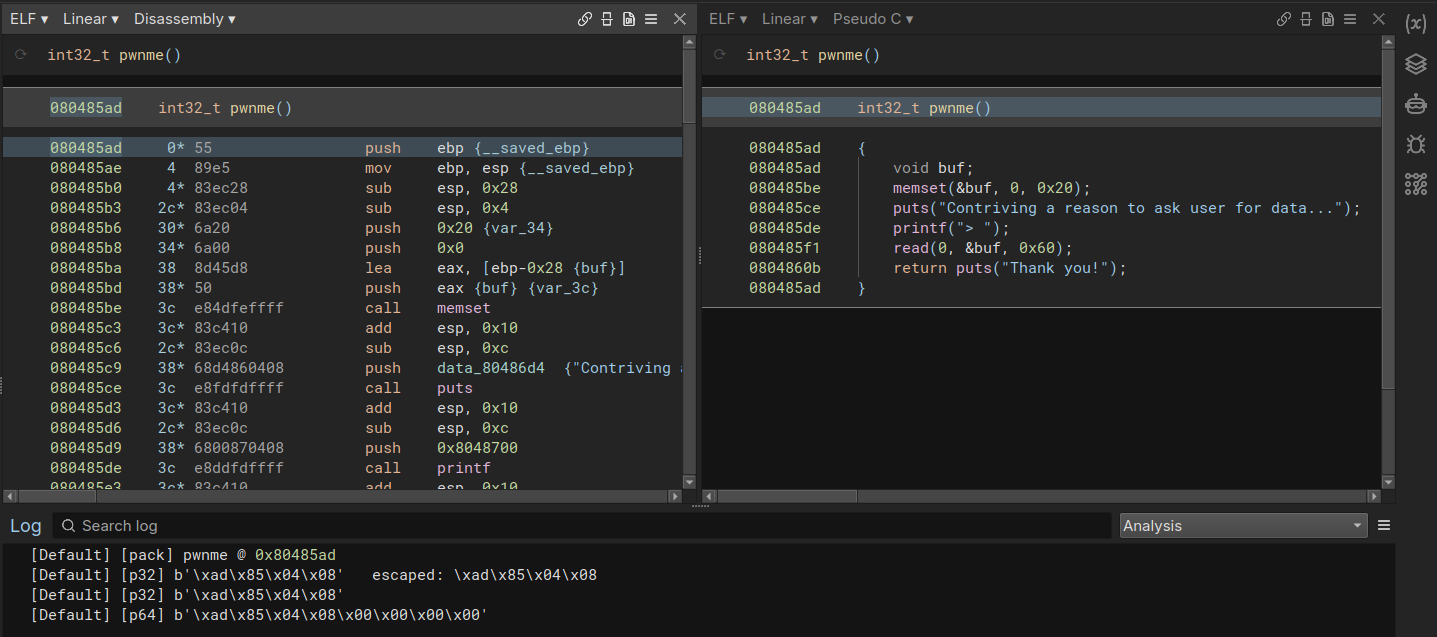 ELF ▾ Linear ▾ Disassembly ▾
int32_t pwnme()
080485ad int32_t pwnme()
080485ad 0* 55 push ebp {__saved_ebp}
080485ae 4 89e5 mov ebp, esp {__saved_ebp}
080485b0 4* 83ec28 sub esp, 0x28
080485b3 2c* 83ec04 sub esp, 0x4
080485b6 30* 6a20 push 0x20 {var_34}
080485b8 34* 6a00 push 0x0
080485ba 38 8d45d8 lea eax, [ebp-0x28 {buf}]
080485bd 38* 50 push eax {buf} {var_3c}
080485be 3c e84dfeffff call memset
080485c3 3c* 83c410 add esp, 0x10
080485c6 2c* 83ec0c sub esp, 0xc
080485c9 38* 68d4860408 push data_80486d4 {"Contriving a
080485ce 3c e8fdfdffff call puts
080485d3 3c* 83c410 add esp, 0x10
080485d6 2c* 83ec0c sub esp, 0xc
080485d9 38* 6800870408 push 0x8048700
080485de 3c e8ddfdffff call printf
080485e3 3c* 83c410 add esp, 0x10
ELF ▾ Linear ▾ Pseudo C ▾
int32_t pwnme()
080485ad int32_t pwnme()
080485ad {
080485ad void buf;
080485be memset(&buf, 0, 0x20);
080485ce puts("Contriving a reason to ask user for data...");
080485de printf("> ");
080485f1 read(0, &buf, 0x60);
0804860b return puts("Thank you!");
080485ad }
Log Search log Analysis
[Default] [pack] pwnme @ 0x80485ad
[Default] [p32] b'\xad\x85\x04\x08' escaped: \xad\x85\x04\x08
[Default] [p32] b'\xad\x85\x04\x08'
[Default] [p64] b'\xad\x85\x04\x08\x00\x00\x00\x00'